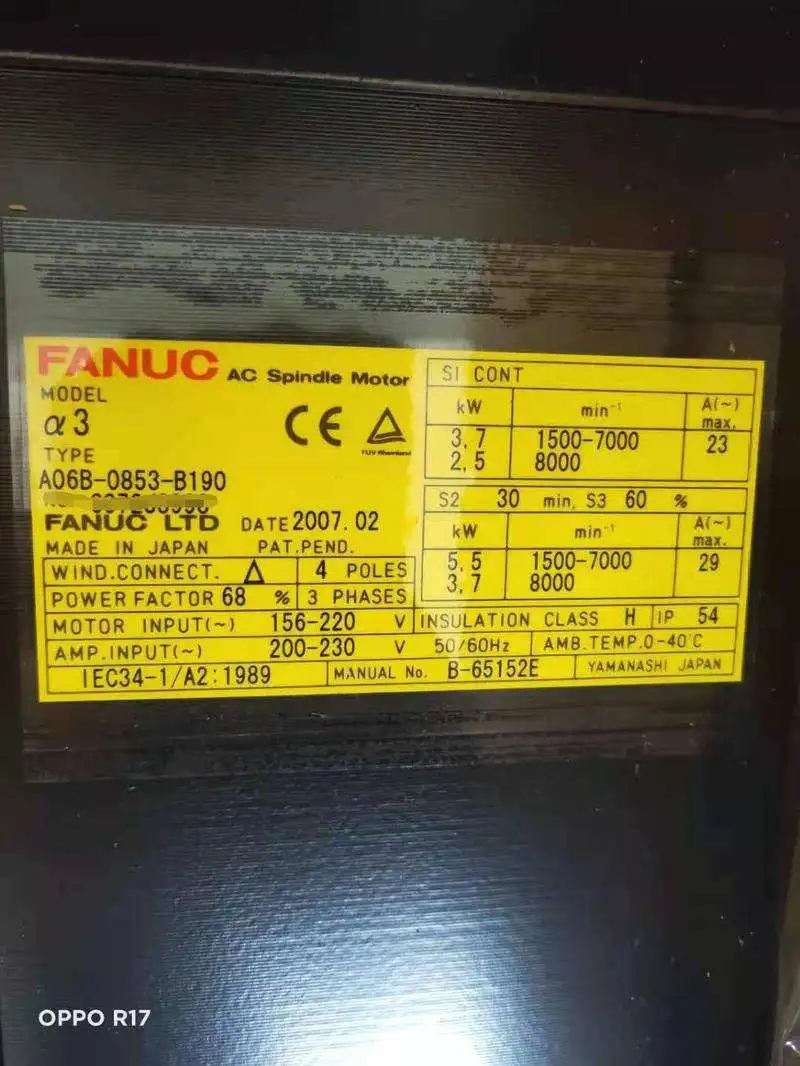 FANUC AC Spindle Motor
MODEL
α3
TYPE
A06B-0853-B190
FANUC LTD DATE 2007.02
MADE IN JAPAN PAT.PEND.
CE
TÜV Rheinland
WIND.CONNECT. Δ 4 POLES
POWER FACTOR 68 % 3 PHASES
SI CONT
kW min⁻¹ A(~) max.
3,7 1500-7000 23
2,5 8000
S2 30 min, S3 60 %
kW min⁻¹ A(~) max.
5,5 1500-7000 29
3,7 8000
MOTOR INPUT(~) 156-220 V INSULATION CLASS H IP 54
AMP.INPUT(~) 200-230 V 50/60Hz AMB.TEMP.0-40℃
IEC34-1/A2:1989 MANUAL No. B-65152E YAMANASHI JAPAN
OPPO R17